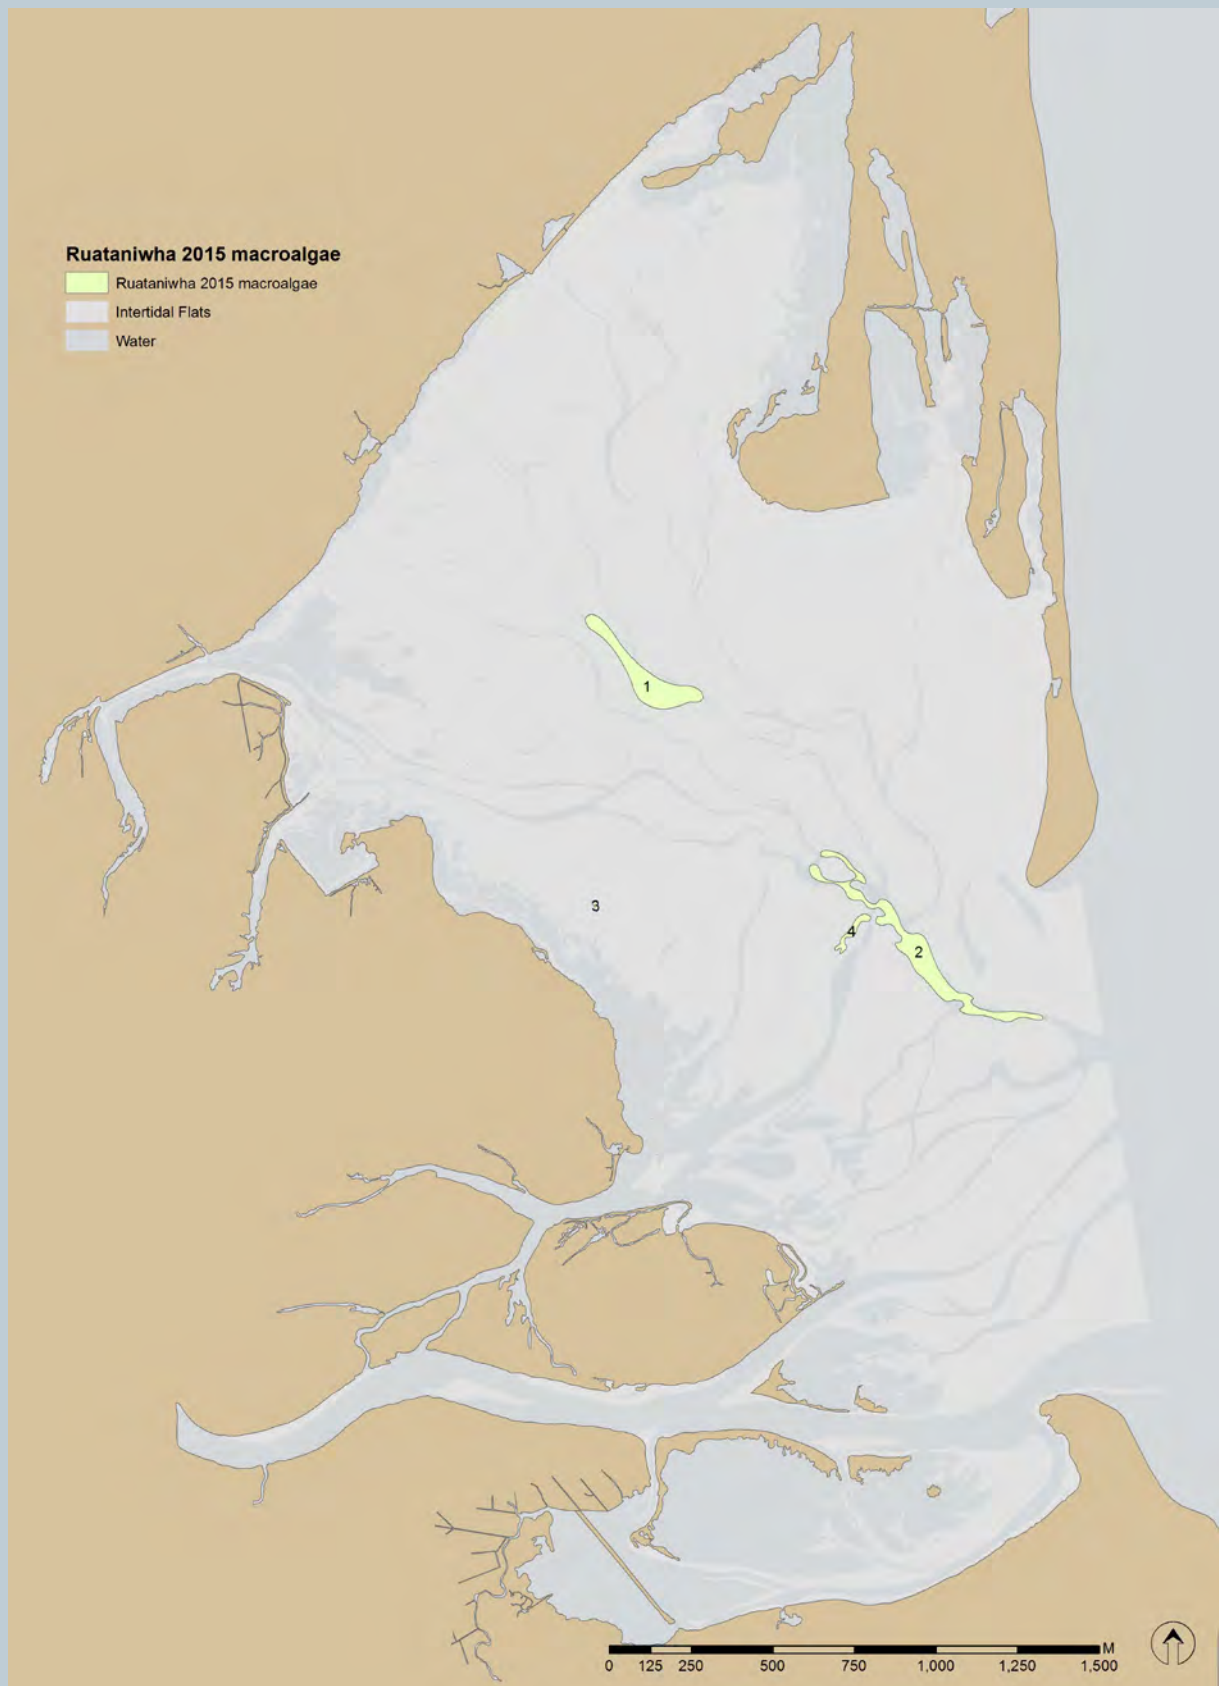 Ruataniwha 2015 macroalgae
Ruataniwha 2015 macroalgae
Intertidal Flats
Water
1
3
4
2
M
0 125 250 500 750 1,000 1,250 1,500